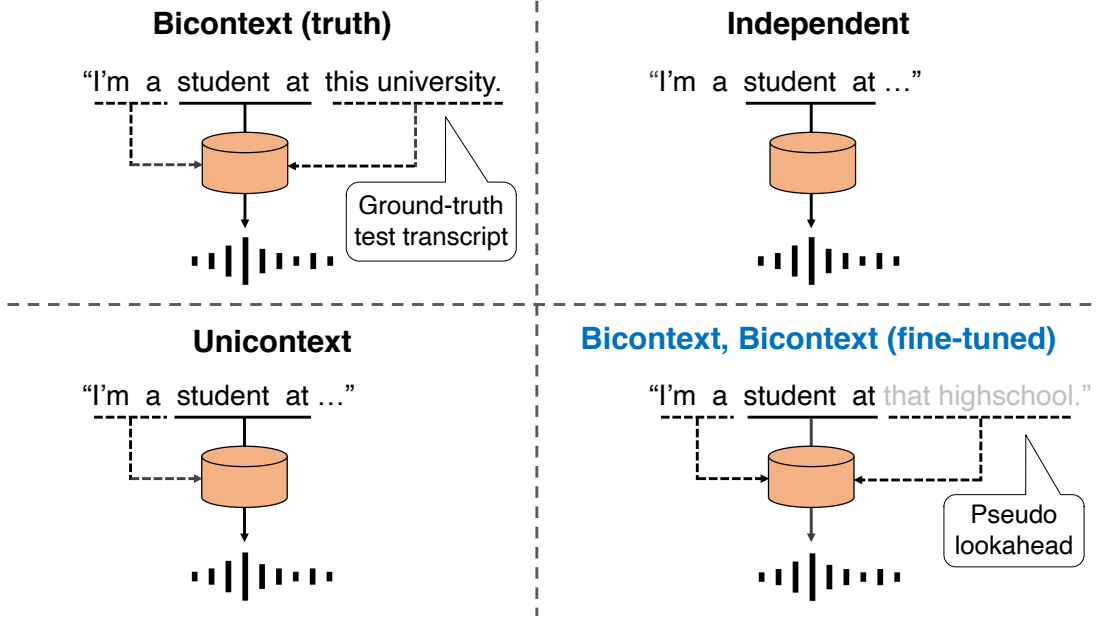 Bicontext (truth)
“I’m a student at this university.
Ground-truth
test transcript
Independent
“I’m a student at …”
Unicontext
“I’m a student at …”
Bicontext, Bicontext (fine-tuned)
“I’m a student at that highschool.”
Pseudo
lookahead